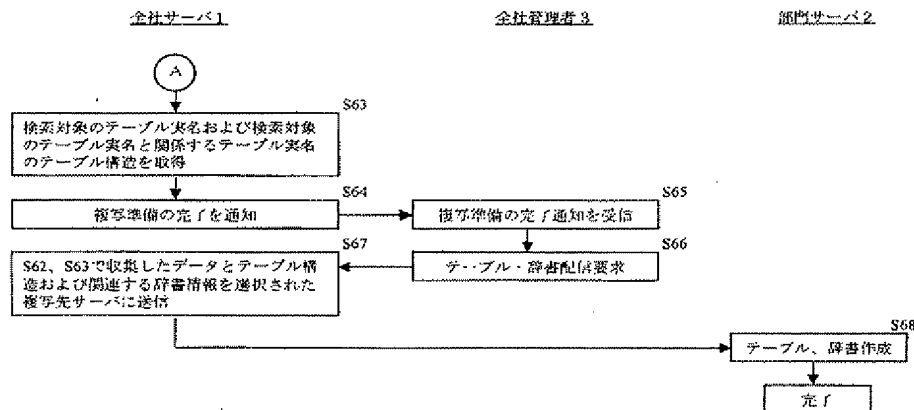 全社サーバ1
全社管理者3
部門サーバ2
A
S63
検索対象のテーブル実名および検索対象
のテーブル実名と関係するテーブル実名
のテーブル構造を取得
S64
複写準備の完了を通知
S65
複写準備の完了通知を受信
S66
テーブル・辞書配信要求
S67
S62、S63で収集したデータとテーブル構
造および関連する辞書情報を選択された
複写先サーバに送信
S68
テーブル、辞書作成
完了